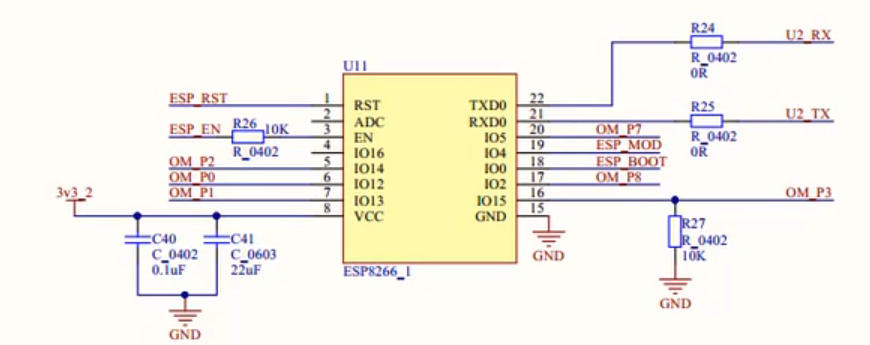 R24
U2_RX
R_0402
0R
U11
ESP_RST 1 RST TXD0 22
2 ADC RXD0 21 R25 U2_TX
ESP_EN R26 10K 3 EN IO5 20 OM_P7 R_0402
R_0402 4 IO16 IO4 19 ESP_MOD 0R
OM_P2 5 IO14 IO0 18 ESP_BOOT
OM_P0 6 IO12 IO2 17 OM_P8
OM_P1 7 IO13 IO15 16 OM_P3
3v3_2 8 VCC GND 15
R27
R_0402
10K
C40
C_0402
0.1uF
C41
C_0603
22uF
GND
ESP8266_1
GND
GND